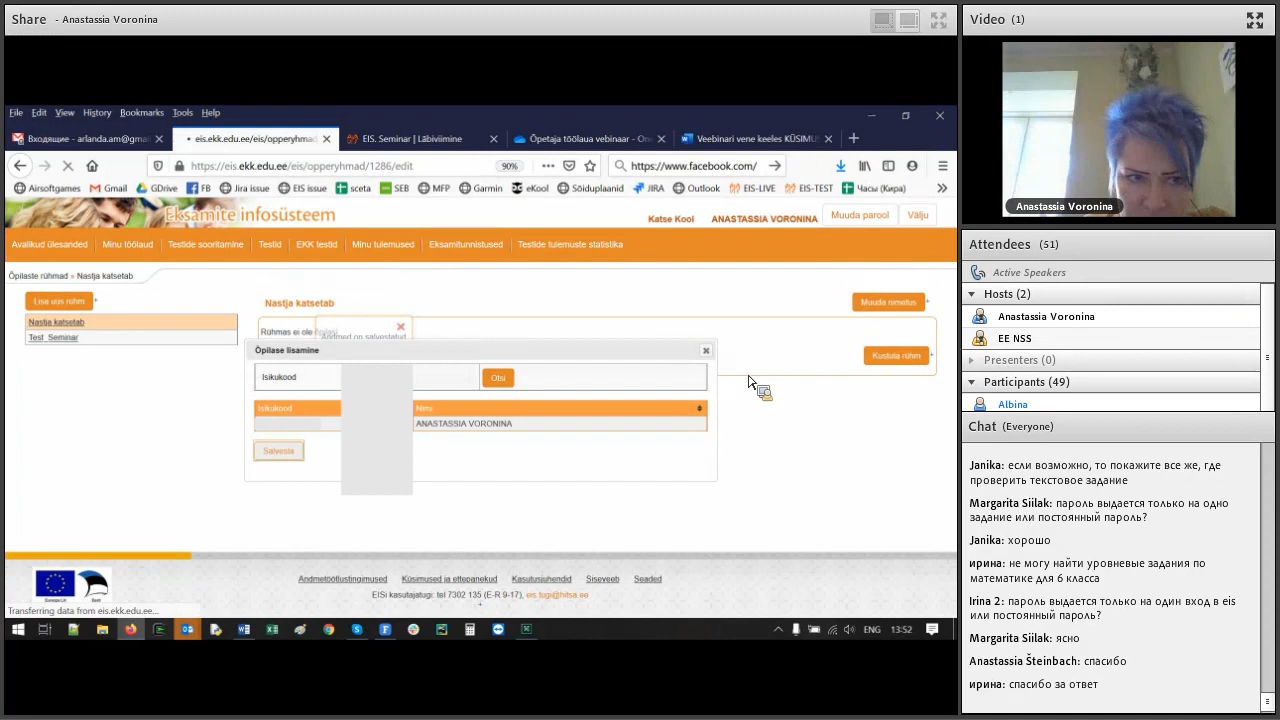 Share - Anastassia Voronina
Video (1)
File Edit View History Bookmarks Tools Help
Входящие - arlanda.am@gmai
eis.ekk.edu.ee/eis/opperyhmad
EIS. Seminar | Läbiviimine
Õpetaja töölaua vebinaar - One
Veebinari vene keeles KÜSIMU
https://eis.ekk.edu.ee/eis/opperyhmad/1286/edit
90%
https://www.facebook.com/
Airsoftgames Gmail GDrive FB Jira issue EIS issue sceta SEB MFP Garmin eKool Sõiduplaanid JIRA Outlook EIS-LIVE EIS-TEST Часы (Кира)
Eksamite infosüsteem
Katse Kool ANASTASSIA VORONINA Muuda parool Välju
Avalikud ülesanded Minu töölaud Testide sooritamine Testid EKK testid Minu tulemused Eksamitunnistused Testide tulemuste statistika
Õpilaste rühmad » Nastja katsetab
Lisa uus rühm
Nastja katsetab
Test_Seminar
Nastja katsetab
Muuda nimetus
Rühmas ei ole õpilasi
Andmed on salvestatud
Kustuta rühm
Õpilase lisamine
Isikukood
Otsi
Isikukood Nimi
ANASTASSIA VORONINA
Salvesta
Andmetöötlustingimused Küsimused ja ettepanekud Kasutusjuhendid Siseveeb Seaded
EISi kasutajatugi: tel 7302 135 (E-R 9-17), eis.tugi@hitsa.ee
Transferring data from eis.ekk.edu.ee...
ENG 13:52
Anastassia Voronina
Attendees (51)
Active Speakers
Hosts (2)
Anastassia Voronina
EE NSS
Presenters (0)
Participants (49)
Albina
Chat (Everyone)
Janika: если возможно, то покажите все же, где
проверить текстовое задание
Margarita Siilak: пароль выдается только на одно
задание или постоянный пароль?
Janika: хорошо
ирина: не могу найти уровневые задания по
математике для 6 класса
Irina 2: пароль выдается только на один вход в eis
или постоянный пароль?
Margarita Siilak: ясно
Anastassia Šteinbach: спасибо
ирина: спасибо за ответ